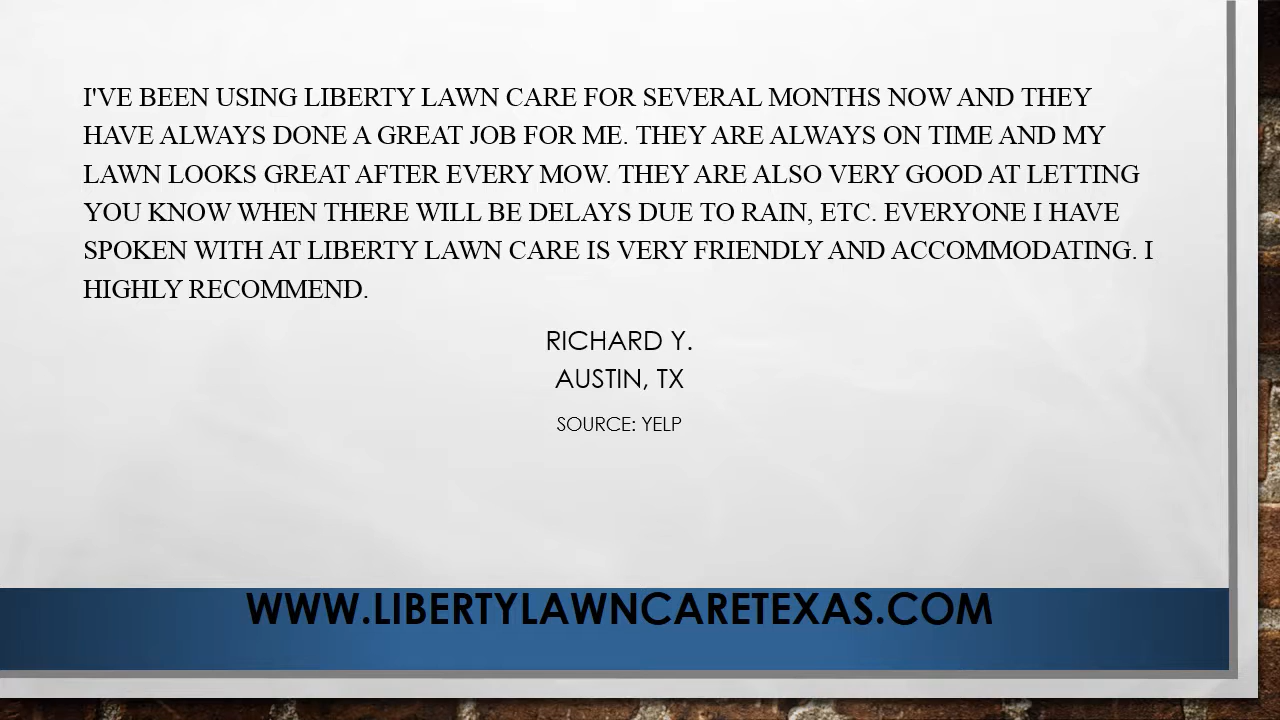 I'VE BEEN USING LIBERTY LAWN CARE FOR SEVERAL MONTHS NOW AND THEY
HAVE ALWAYS DONE A GREAT JOB FOR ME. THEY ARE ALWAYS ON TIME AND MY
LAWN LOOKS GREAT AFTER EVERY MOW. THEY ARE ALSO VERY GOOD AT LETTING
YOU KNOW WHEN THERE WILL BE DELAYS DUE TO RAIN, ETC. EVERYONE I HAVE
SPOKEN WITH AT LIBERTY LAWN CARE IS VERY FRIENDLY AND ACCOMMODATING. I
HIGHLY RECOMMEND.
RICHARD Y.
AUSTIN, TX
SOURCE: YELP
WWW.LIBERTYLAWNCARETEXAS.COM